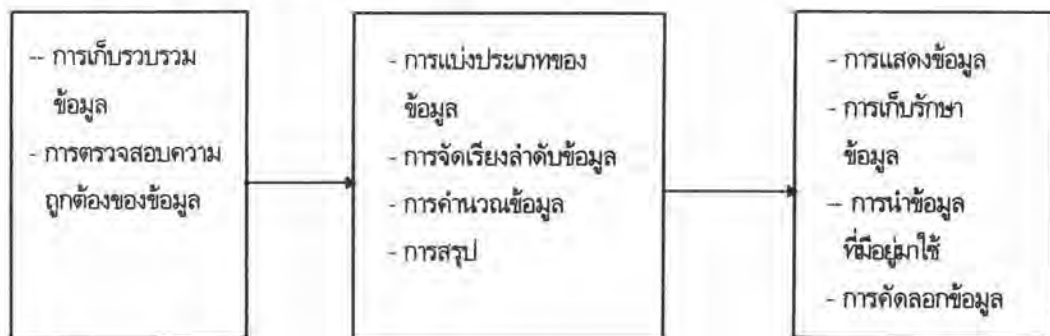 -- การเก็บรวบรวม
ข้อมูล
- การตรวจสอบความ
ถูกต้องของข้อมูล
- การแบ่งประเภทของ
ข้อมูล
- การจัดเรียงลำดับข้อมูล
- การคำนวณข้อมูล
- การสรุป
- การแสดงข้อมูล
- การเก็บรักษา
ข้อมูล
-- การนำข้อมูล
ที่มีอยู่มาใช้
- การคัดลอกข้อมูล